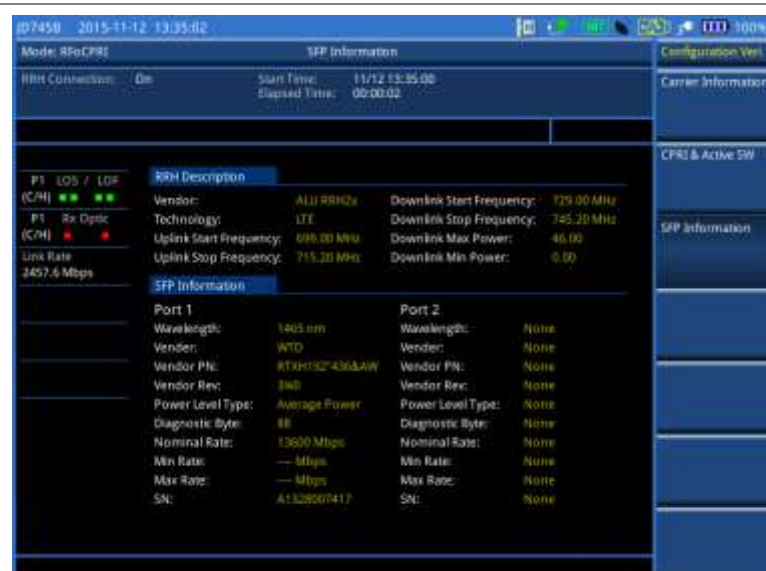 JD745B 2015-11-12 13:35:02
100%
Mode: RFoCPRI SFP Information
Configuration Veri
RRH Connection: On Start Time: 11/12 13:35:00
Elapsed Time: 00:00:02
Carrier Information
CPRI & Active SW
SFP Information
P1 LOS / LOF
(C/H)
P1 Rx Optic
(C/H)
Link Rate
2457.6 Mbps
RRH Description
Vendor: ALU RRH2x Downlink Start Frequency: 729.00 MHz
Technology: LTE Downlink Stop Frequency: 745.20 MHz
Uplink Start Frequency: 699.00 MHz Downlink Max Power: 46.00
Uplink Stop Frequency: 715.20 MHz Downlink Min Power: 0.00
SFP Information
Port 1 Port 2
Wavelength: 1465 nm Wavelength: None
Vender: WTD Vender: None
Vendor PN: Vendor PN: None
Vendor Rev: Vendor Rev: None
Power Level Type: Average Power Power Level Type: None
Diagnostic Byte: Diagnostic Byte: None
Nominal Rate: 13600 Mbps Nominal Rate: None
Min Rate: --- Mbps Min Rate: None
Max Rate: --- Mbps Max Rate: None
SN: A1328007417 SN: None